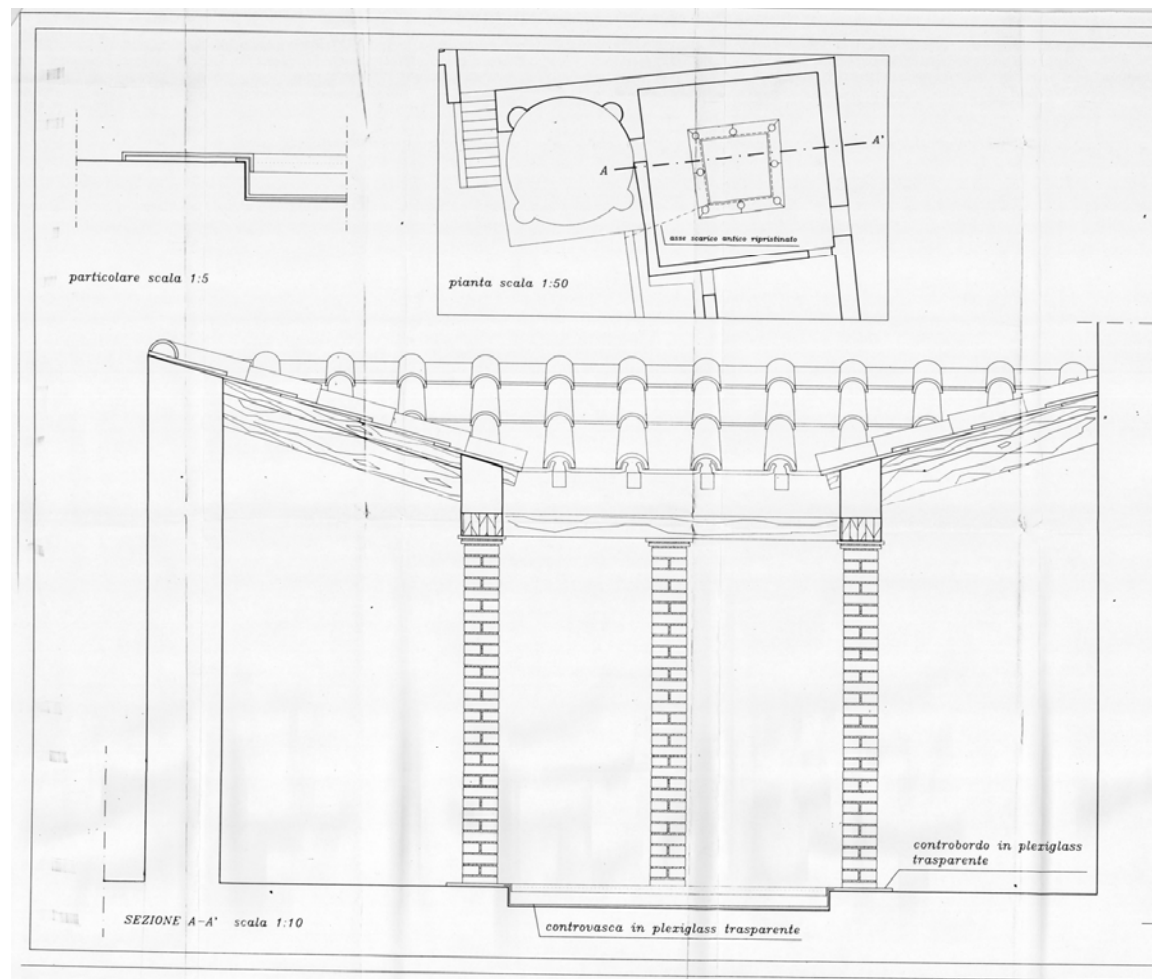 particolare scala 1:5
A
A'
asse scarico antico ripristinato
pianta scala 1:50
controbordo in plexiglass
trasparente
SEZIONE A-A' scala 1:10
controvasca in plexiglass trasparente